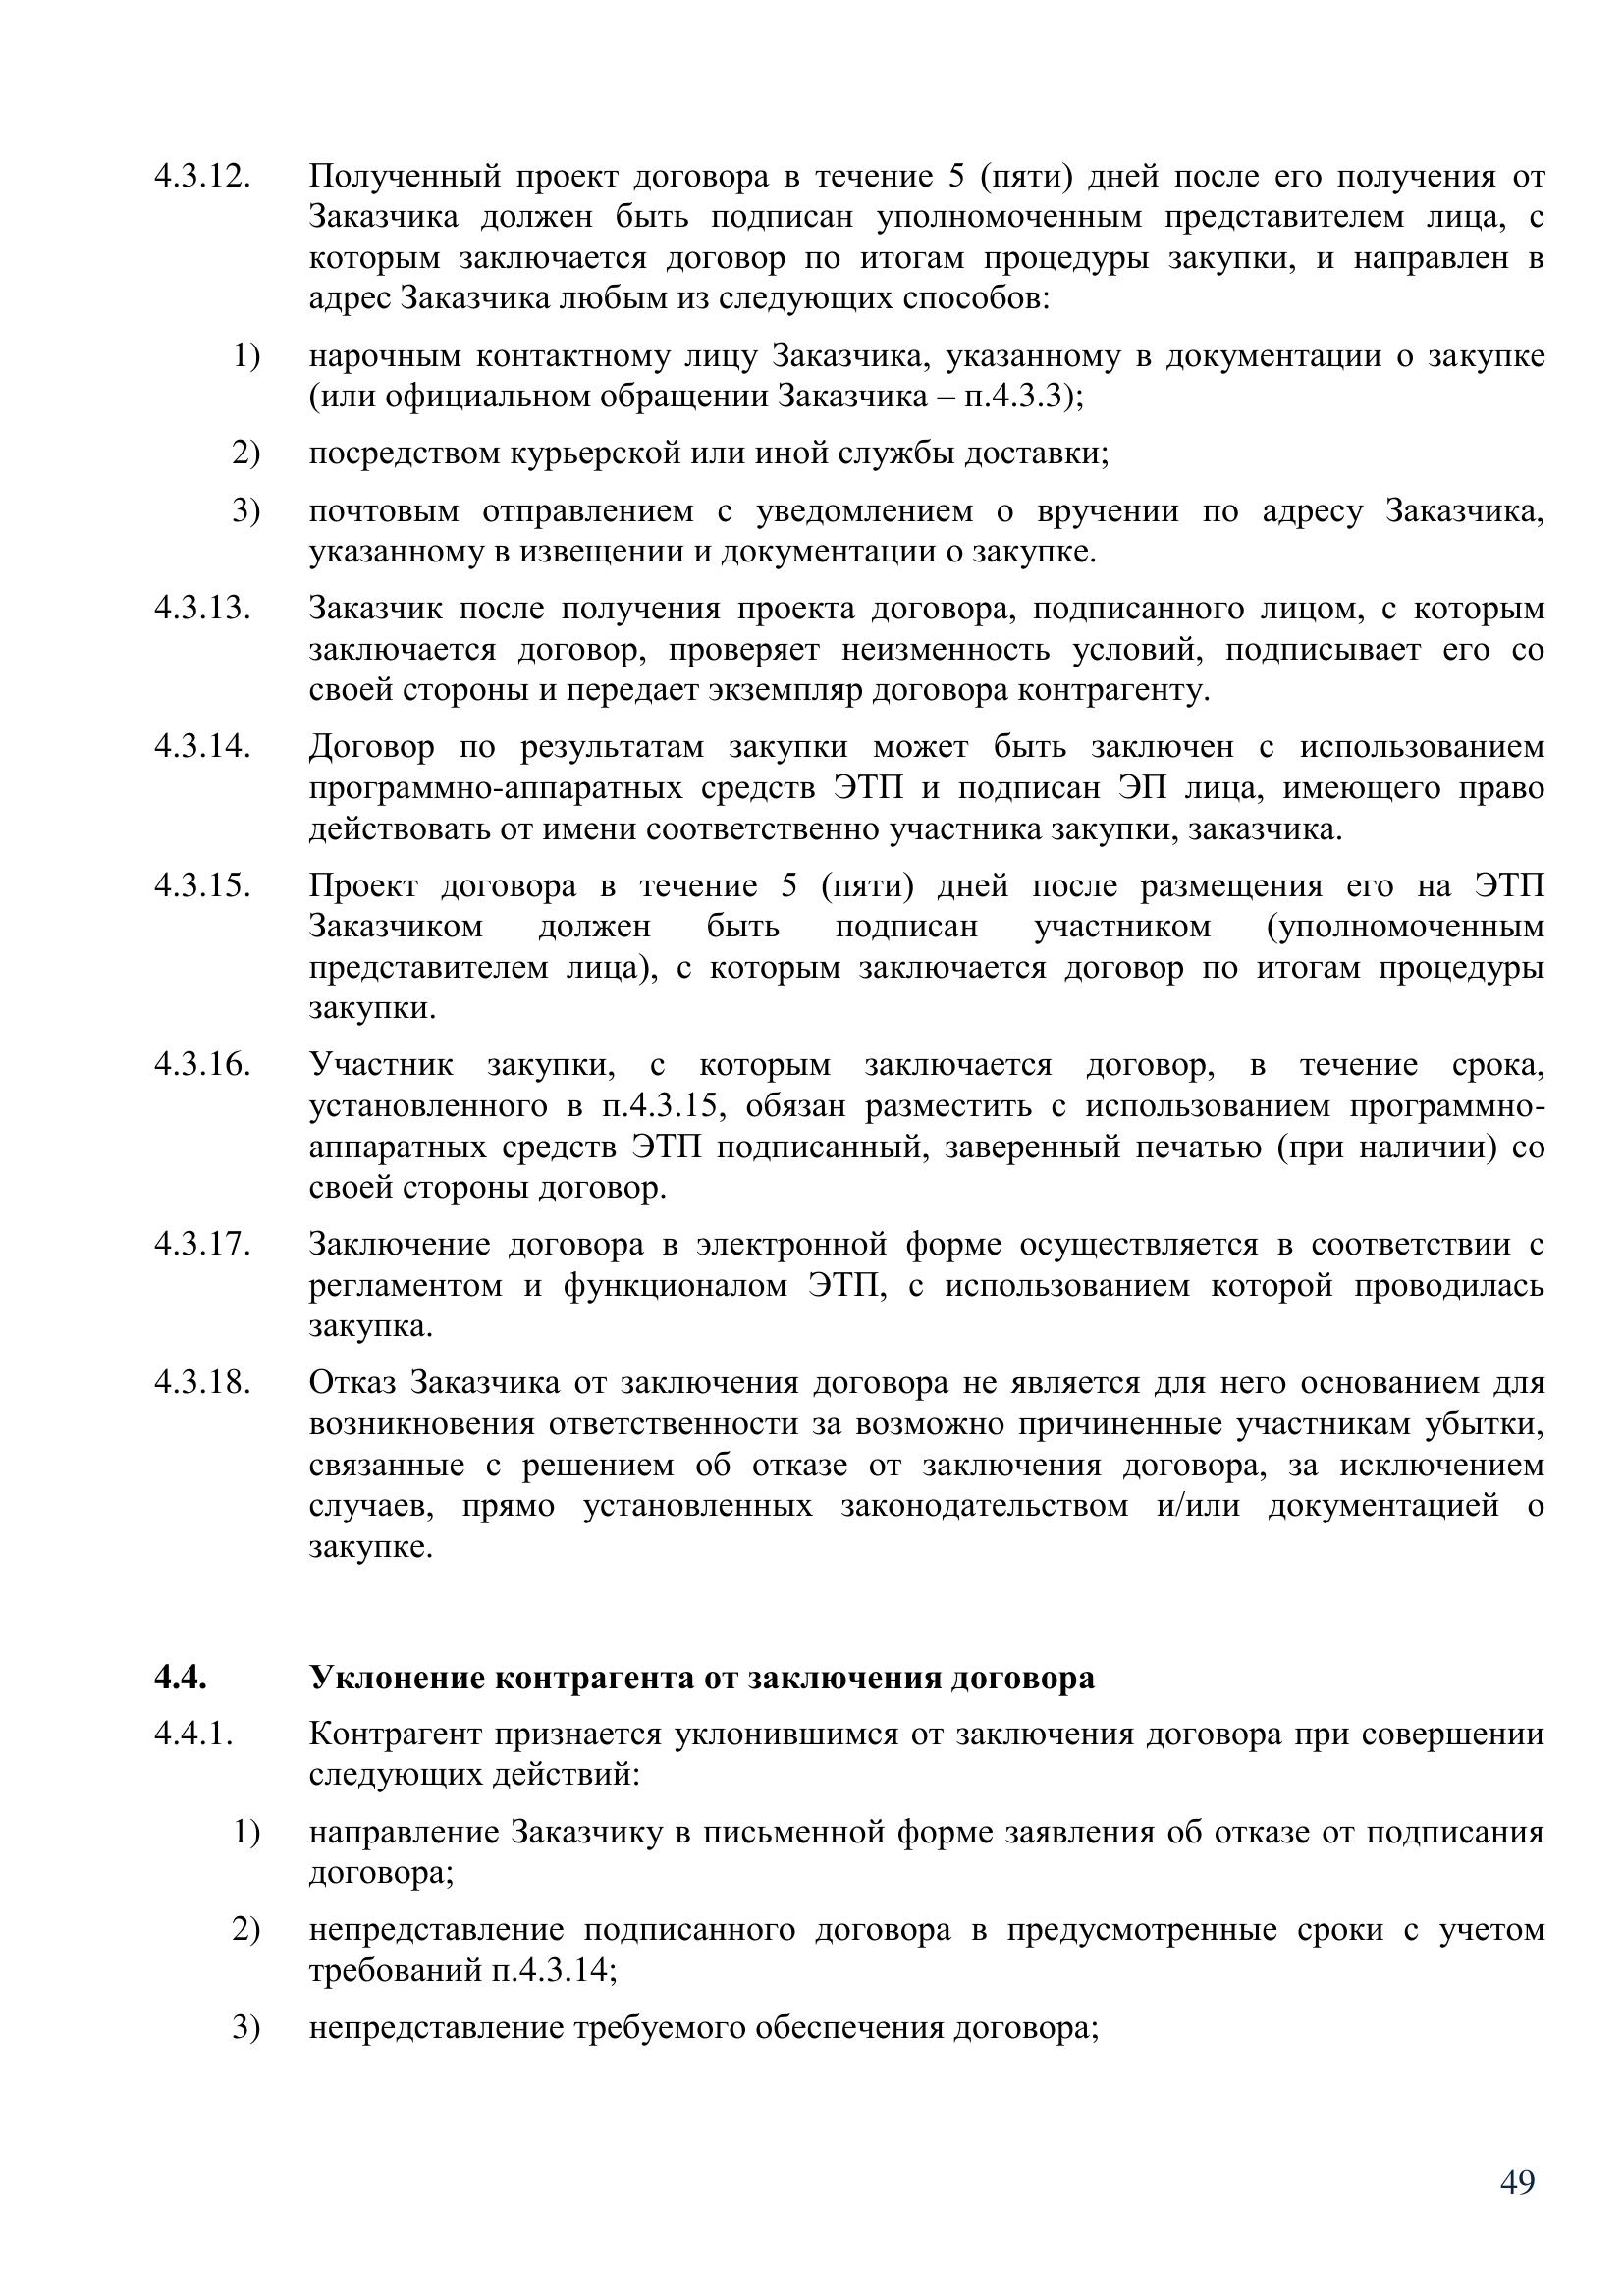 4.3.12. Полученный проект договора в течение 5 (пяти) дней после его получения от
Заказчика должен быть подписан уполномоченным представителем лица, с
которым заключается договор по итогам процедуры закупки, и направлен в
адрес Заказчика любым из следующих способов:
1) нарочным контактному лицу Заказчика, указанному в документации о закупке
(или официальном обращении Заказчика – п.4.3.3);
2) посредством курьерской или иной службы доставки;
3) почтовым отправлением с уведомлением о вручении по адресу Заказчика,
указанному в извещении и документации о закупке.
4.3.13. Заказчик после получения проекта договора, подписанного лицом, с которым
заключается договор, проверяет неизменность условий, подписывает его со
своей стороны и передает экземпляр договора контрагенту.
4.3.14. Договор по результатам закупки может быть заключен с использованием
программно-аппаратных средств ЭТП и подписан ЭП лица, имеющего право
действовать от имени соответственно участника закупки, заказчика.
4.3.15. Проект договора в течение 5 (пяти) дней после размещения его на ЭТП
Заказчиком должен быть подписан участником (уполномоченным
представителем лица), с которым заключается договор по итогам процедуры
закупки.
4.3.16. Участник закупки, с которым заключается договор, в течение срока,
установленного в п.4.3.15, обязан разместить с использованием программно-
аппаратных средств ЭТП подписанный, заверенный печатью (при наличии) со
своей стороны договор.
4.3.17. Заключение договора в электронной форме осуществляется в соответствии с
регламентом и функционалом ЭТП, с использованием которой проводилась
закупка.
4.3.18. Отказ Заказчика от заключения договора не является для него основанием для
возникновения ответственности за возможно причиненные участникам убытки,
связанные с решением об отказе от заключения договора, за исключением
случаев, прямо установленных законодательством и/или документацией о
закупке.
4.4. Уклонение контрагента от заключения договора
4.4.1. Контрагент признается уклонившимся от заключения договора при совершении
следующих действий:
1) направление Заказчику в письменной форме заявления об отказе от подписания
договора;
2) непредставление подписанного договора в предусмотренные сроки с учетом
требований п.4.3.14;
3) непредставление требуемого обеспечения договора;
49